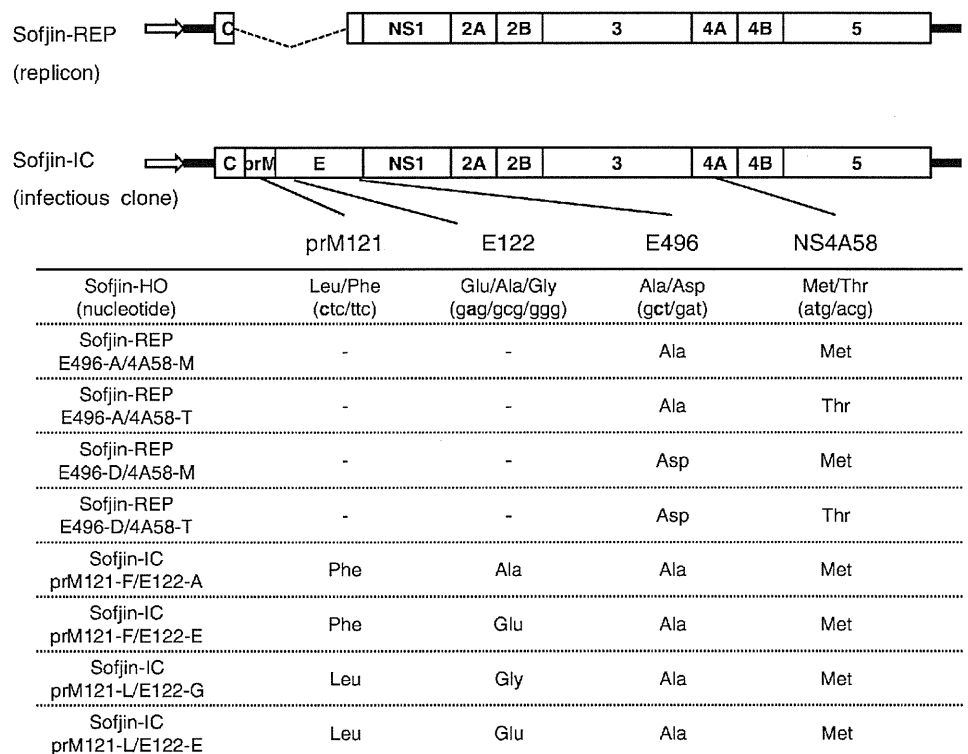 Sofjin-REP
(replicon)
C NS1 2A 2B 3 4A 4B 5
Sofjin-IC
(infectious clone)
C prM E NS1 2A 2B 3 4A 4B 5
prM121 E122 E496 NS4A58
Sofjin-HO Leu/Phe Glu/Ala/Gly Ala/Asp Met/Thr
(nucleotide) (ctc/ttc) (gag/gcg/ggg) (gct/gat) (atg/acg)
Sofjin-REP
E496-A/4A58-M - - Ala Met
Sofjin-REP
E496-A/4A58-T - - Ala Thr
Sofjin-REP
E496-D/4A58-M - - Asp Met
Sofjin-REP
E496-D/4A58-T - - Asp Thr
Sofjin-IC
prM121-F/E122-A Phe Ala Ala Met
Sofjin-IC
prM121-F/E122-E Phe Glu Ala Met
Sofjin-IC
prM121-L/E122-G Leu Gly Ala Met
Sofjin-IC
prM121-L/E122-E Leu Glu Ala Met